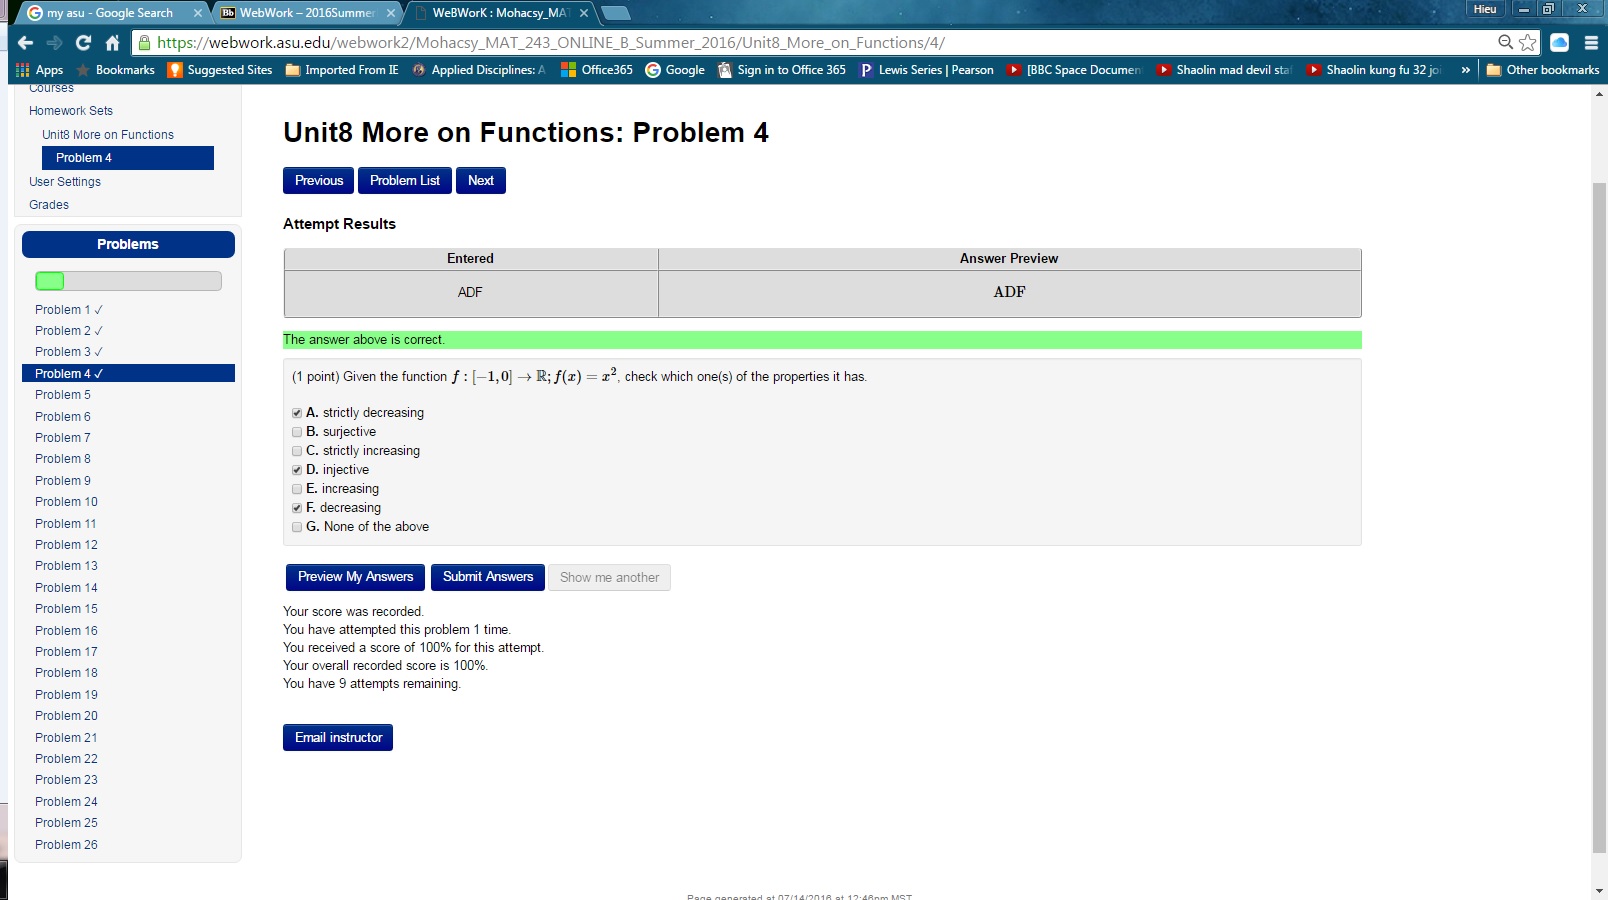 my asu - Google Search
Bb WebWork – 2016Summer
WeBWorK : Mohacsy_MA
Hieu
https://webwork.asu.edu/webwork2/Mohacsy_MAT_243_ONLINE_B_Summer_2016/Unit8_More_on_Functions/4/
Apps Bookmarks Suggested Sites Imported From IE Applied Disciplines: A Office365 Google Sign in to Office 365 Lewis Series | Pearson [BBC Space Documen Shaolin mad devil sta Shaolin kung fu 32 joi » Other bookmarks
Courses
Homework Sets
Unit8 More on Functions
Problem 4
User Settings
Grades
Problems
Problem 1 ✓
Problem 2 ✓
Problem 3 ✓
Problem 4 ✓
Problem 5
Problem 6
Problem 7
Problem 8
Problem 9
Problem 10
Problem 11
Problem 12
Problem 13
Problem 14
Problem 15
Problem 16
Problem 17
Problem 18
Problem 19
Problem 20
Problem 21
Problem 22
Problem 23
Problem 24
Problem 25
Problem 26
Unit8 More on Functions: Problem 4
Previous Problem List Next
Attempt Results
Entered Answer Preview
ADF ADF
The answer above is correct.
(1 point) Given the function f : [−1, 0] → ℝ; f(x) = x², check which one(s) of the properties it has.
A. strictly decreasing
B. surjective
C. strictly increasing
D. injective
E. increasing
F. decreasing
G. None of the above
Preview My Answers Submit Answers Show me another
Your score was recorded.
You have attempted this problem 1 time.
You received a score of 100% for this attempt.
Your overall recorded score is 100%.
You have 9 attempts remaining.
Email instructor
Page generated at 07/14/2016 at 12:46pm MST